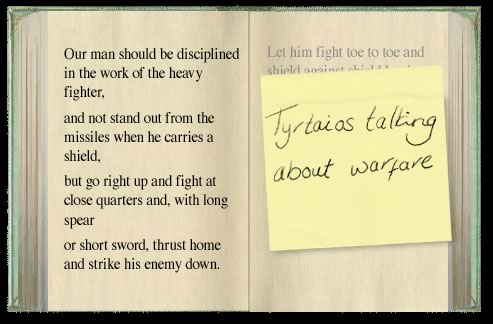 Our man should be disciplined
in the work of the heavy
fighter,
and not stand out from the
missiles when he carries a
shield,
but go right up and fight at
close quarters and, with long
spear
or short sword, thrust home
and strike his enemy down.
Let him fight toe to toe and
shield against shield
Tyrtaios talking
about warfare